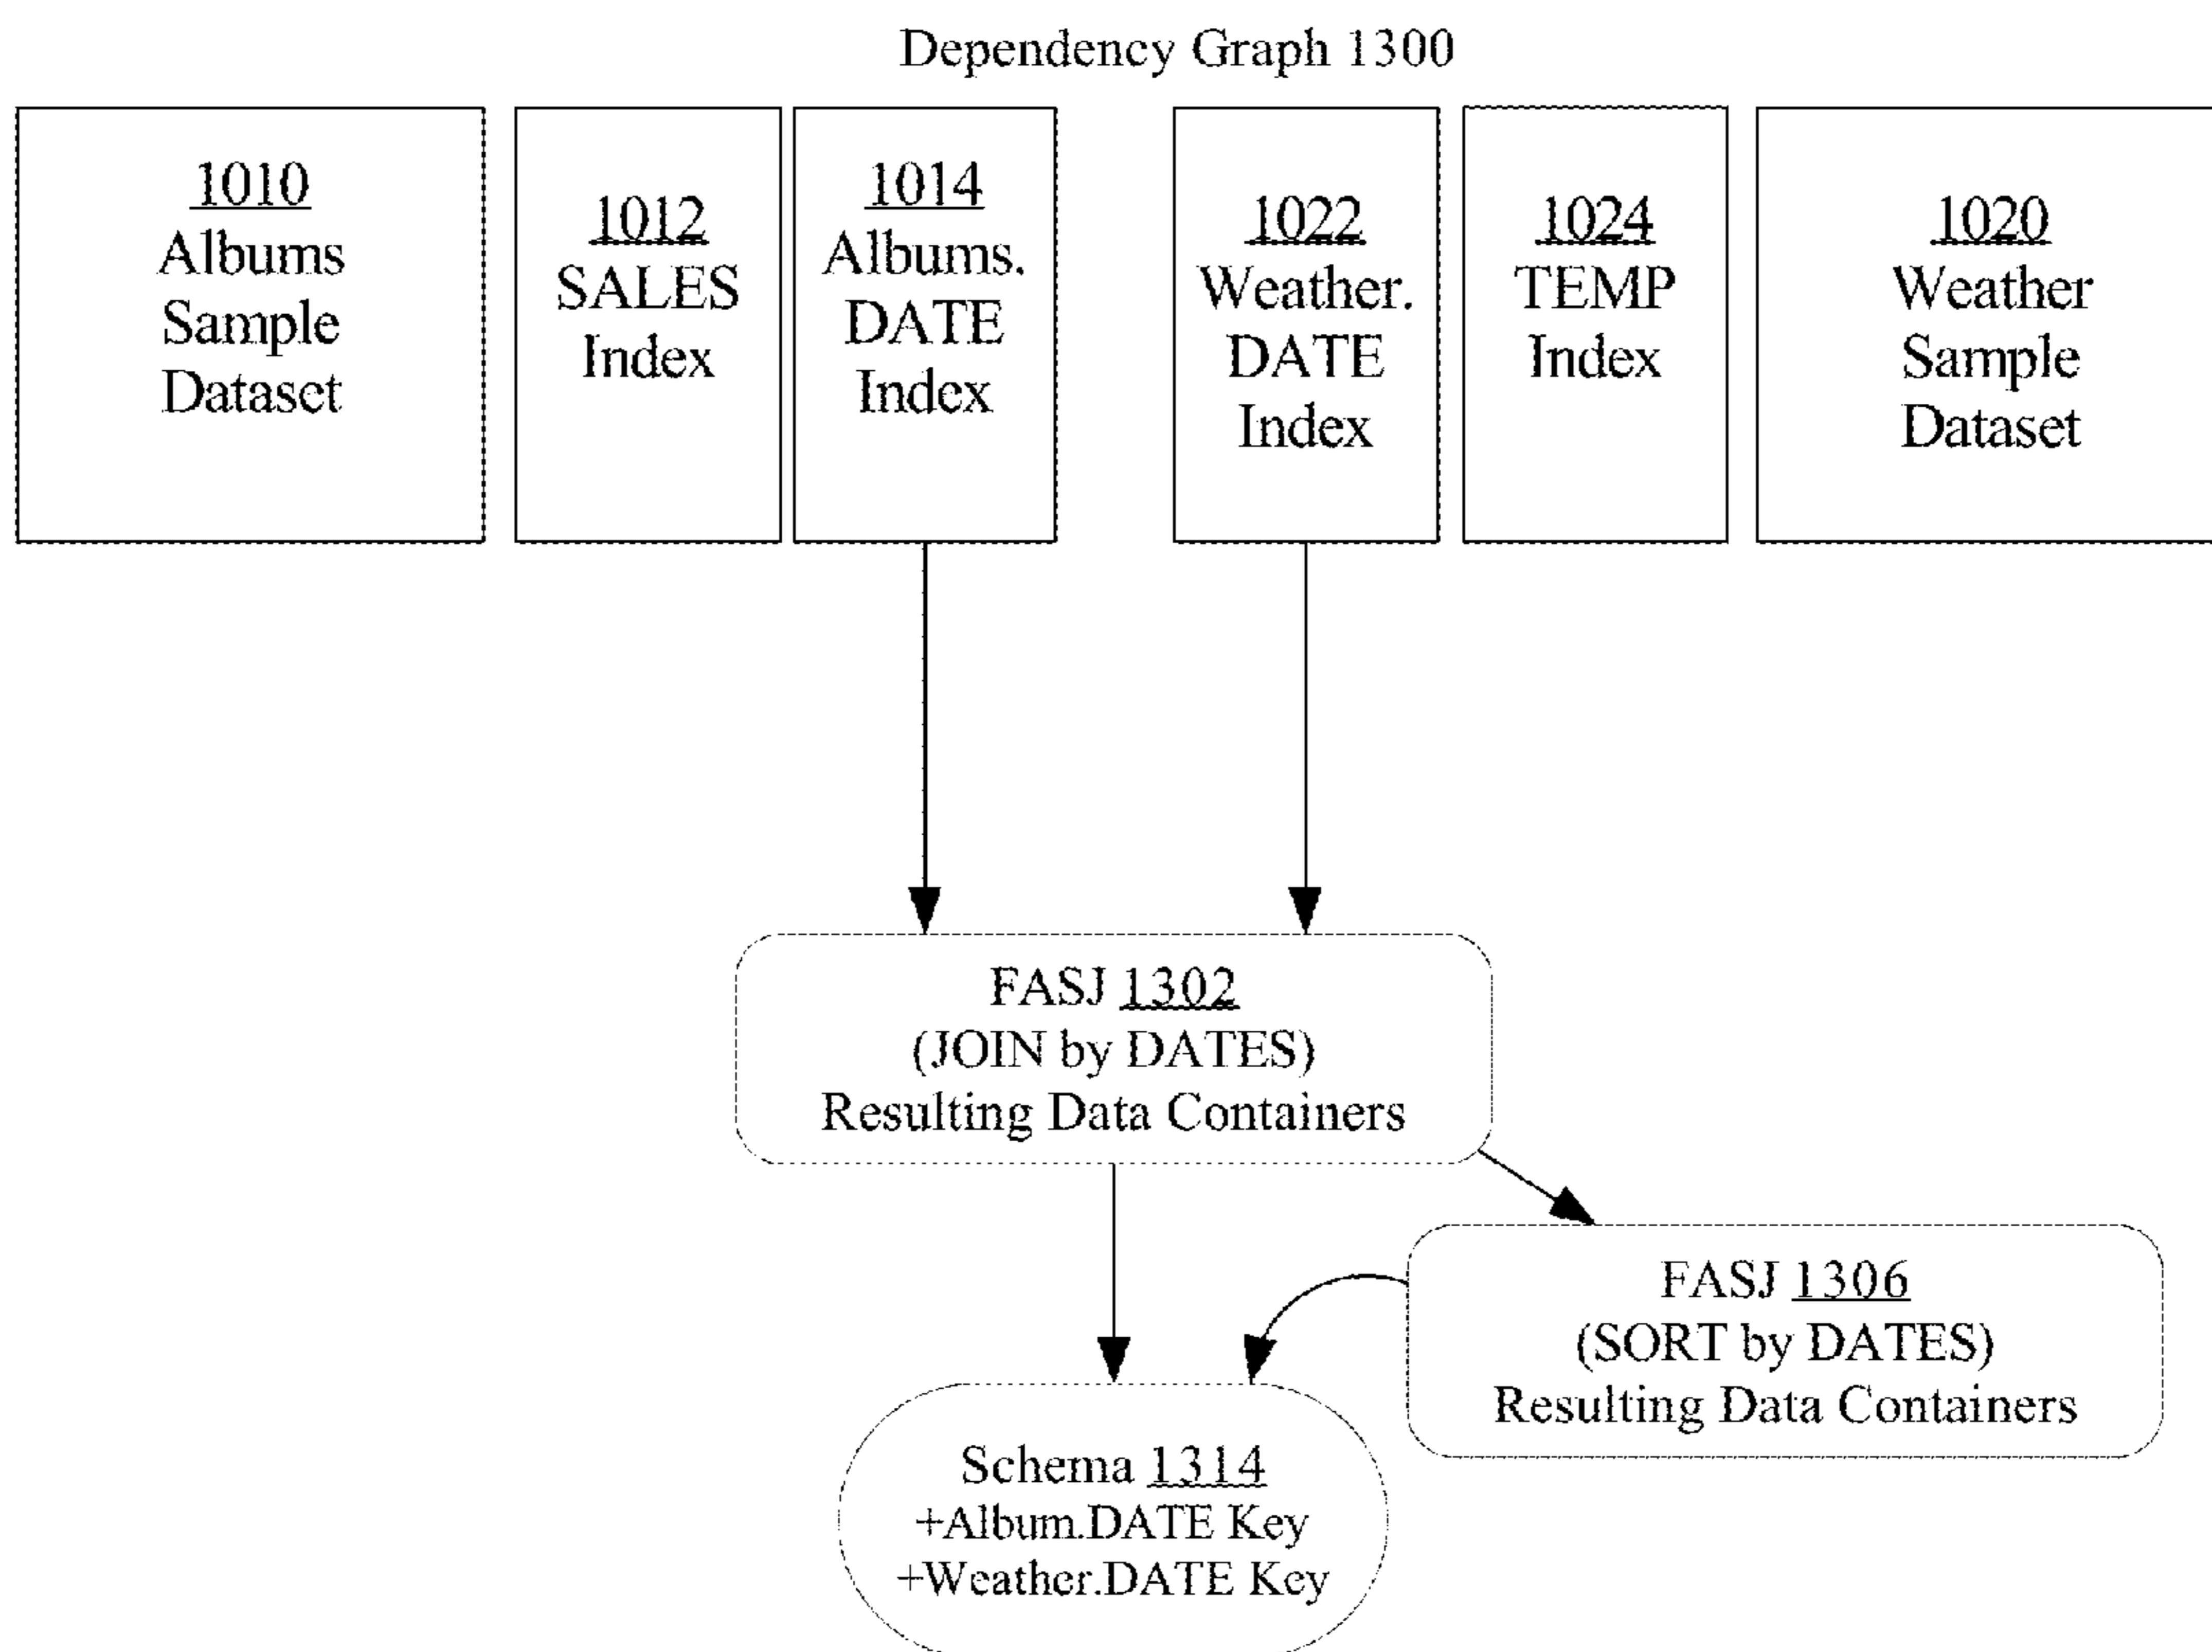 Dependency Graph 1300
1010
Albums
Sample
Dataset
1012
SALES
Index
1014
Albums.
DATE
Index
1022
Weather.
DATE
Index
1024
TEMP
Index
1020
Weather
Sample
Dataset
FASJ 1302
(JOIN by DATES)
Resulting Data Containers
FASJ 1306
(SORT by DATES)
Resulting Data Containers
Schema 1314
+Album.DATE Key
+Weather.DATE Key